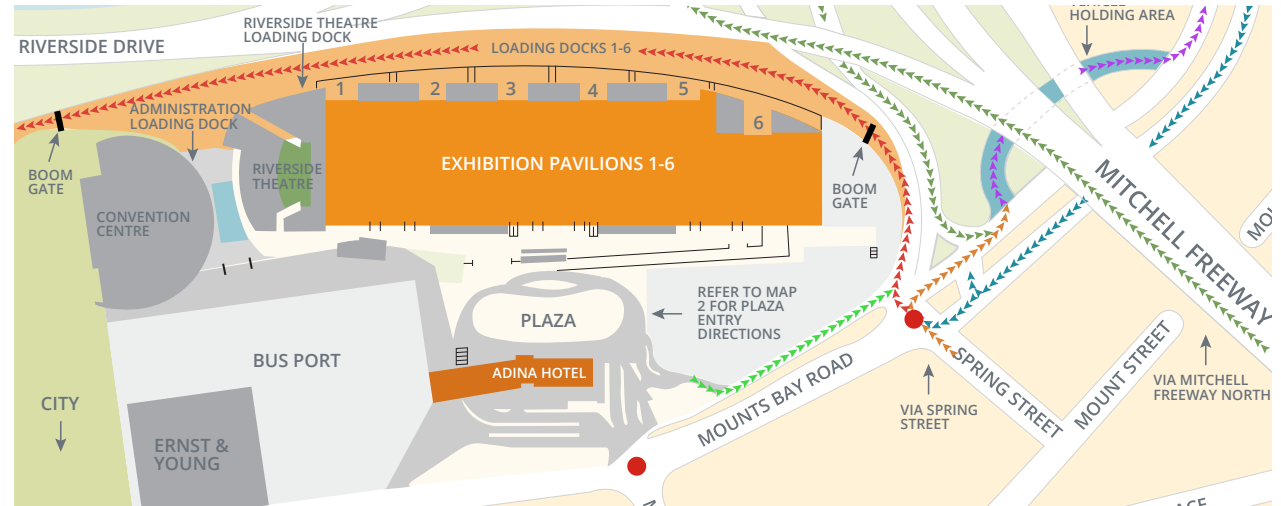 HOLDING AREA
RIVERSIDE THEATRE
LOADING DOCK
RIVERSIDE DRIVE
LOADING DOCKS 1-6
1
2
3
4
5
6
ADMINISTRATION
LOADING DOCK
EXHIBITION PAVILIONS 1-6
RIVERSIDE
THEATRE
BOOM
GATE
BOOM
GATE
CONVENTION
CENTRE
MITCHELL FREEWAY
REFER TO MAP
2 FOR PLAZA
ENTRY
DIRECTIONS
PLAZA
BUS PORT
ADINA HOTEL
CITY
MOUNTS BAY ROAD
SPRING STREET
MOUNT STREET
VIA MITCHELL
FREEWAY NORTH
VIA SPRING
STREET
ERNST &
YOUNG